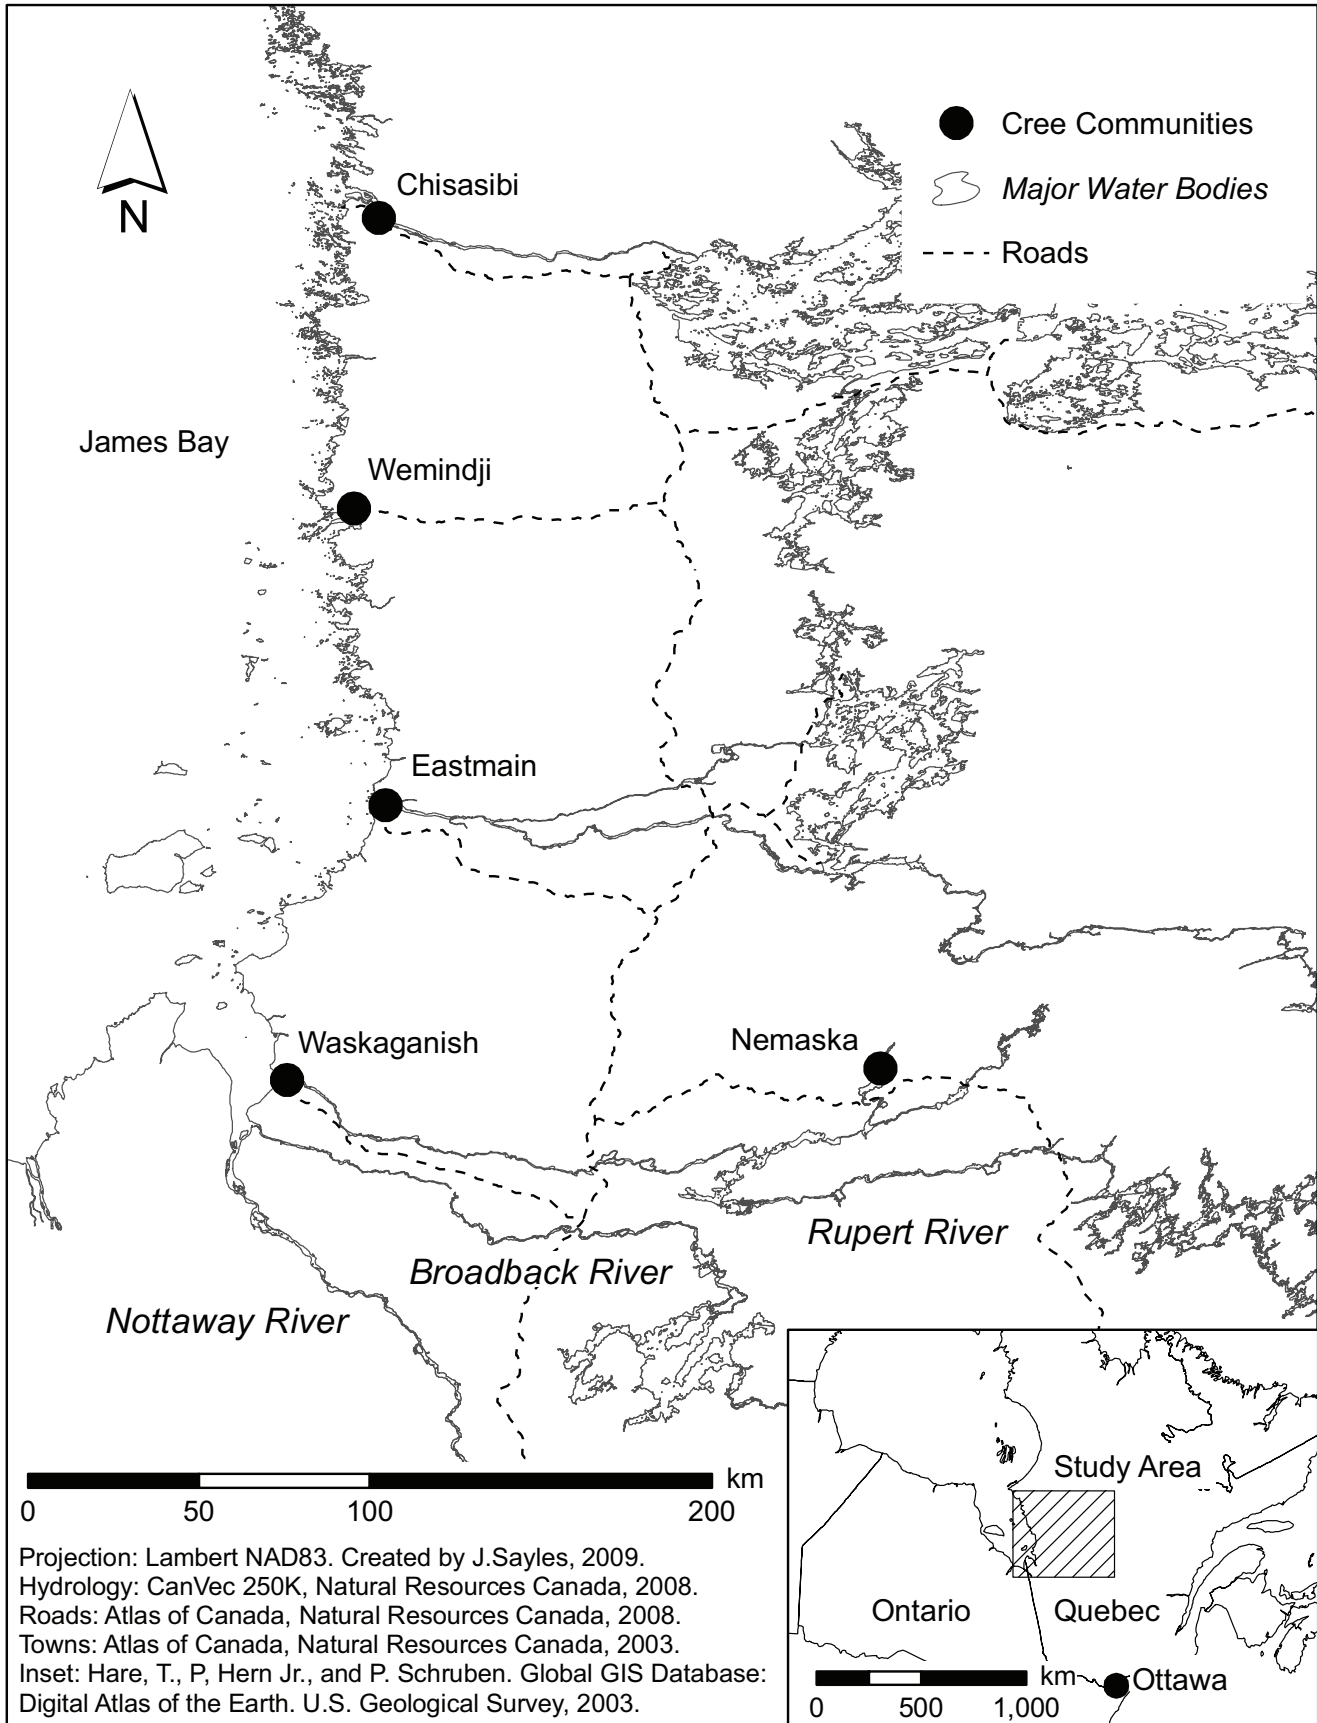 Cree Communities
Major Water Bodies
Roads
N
Chisasibi
James Bay
Wemindji
Eastmain
Waskaganish
Nemaska
Rupert River
Broadback River
Nottaway River
km
0 50 100 200
Projection: Lambert NAD83. Created by J.Sayles, 2009.
Hydrology: CanVec 250K, Natural Resources Canada, 2008.
Roads: Atlas of Canada, Natural Resources Canada, 2008.
Towns: Atlas of Canada, Natural Resources Canada, 2003.
Inset: Hare, T., P, Hern Jr., and P. Schruben. Global GIS Database:
Digital Atlas of the Earth. U.S. Geological Survey, 2003.
Study Area
Ontario
Quebec
km
Ottawa
0 500 1,000